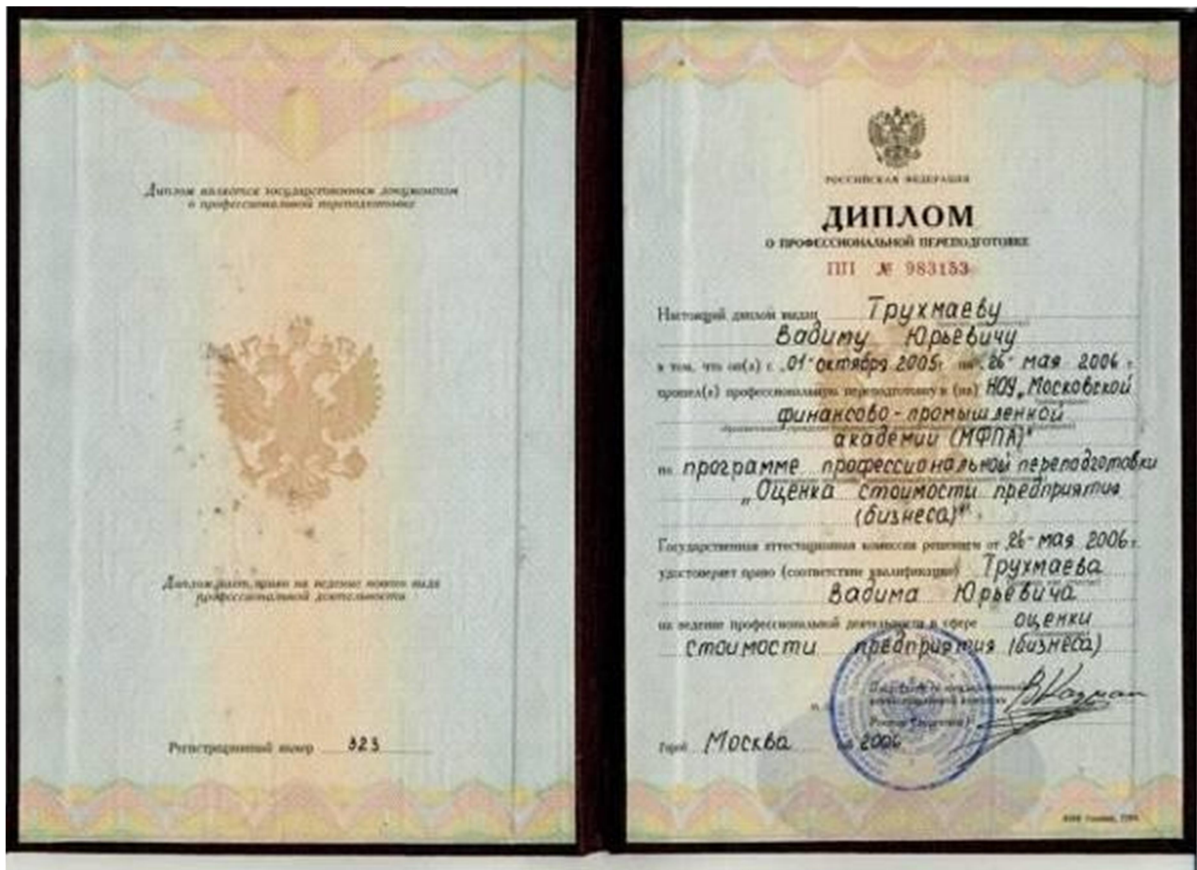 Диплом является государственным документом
о профессиональной переподготовке
Диплом дает право на ведение нового вида
профессиональной деятельности
Регистрационный номер 323
РОССИЙСКАЯ ФЕДЕРАЦИЯ
ДИПЛОМ
О ПРОФЕССИОНАЛЬНОЙ ПЕРЕПОДГОТОВКЕ
ПП № 983153
Настоящий диплом выдан Трухмаеву
Вадиму Юрьевичу
в том, что он(а) с „01“ октября 2005г. по „26“ мая 2006 г.
прошел(а) профессиональную переподготовку в (на) НОУ „Московской
финансово-промышленной
академии (МФПА)“
по программе профессиональной переподготовки
„Оценка стоимости предприятия
(бизнеса)“
Государственная аттестационная комиссия решением от „26“ мая 2006 г.
удостоверяет право (соответствие квалификации) Трухмаева
Вадима Юрьевича
на ведение профессиональной деятельности в сфере оценки
стоимости предприятия (бизнеса)
Город Москва 2006